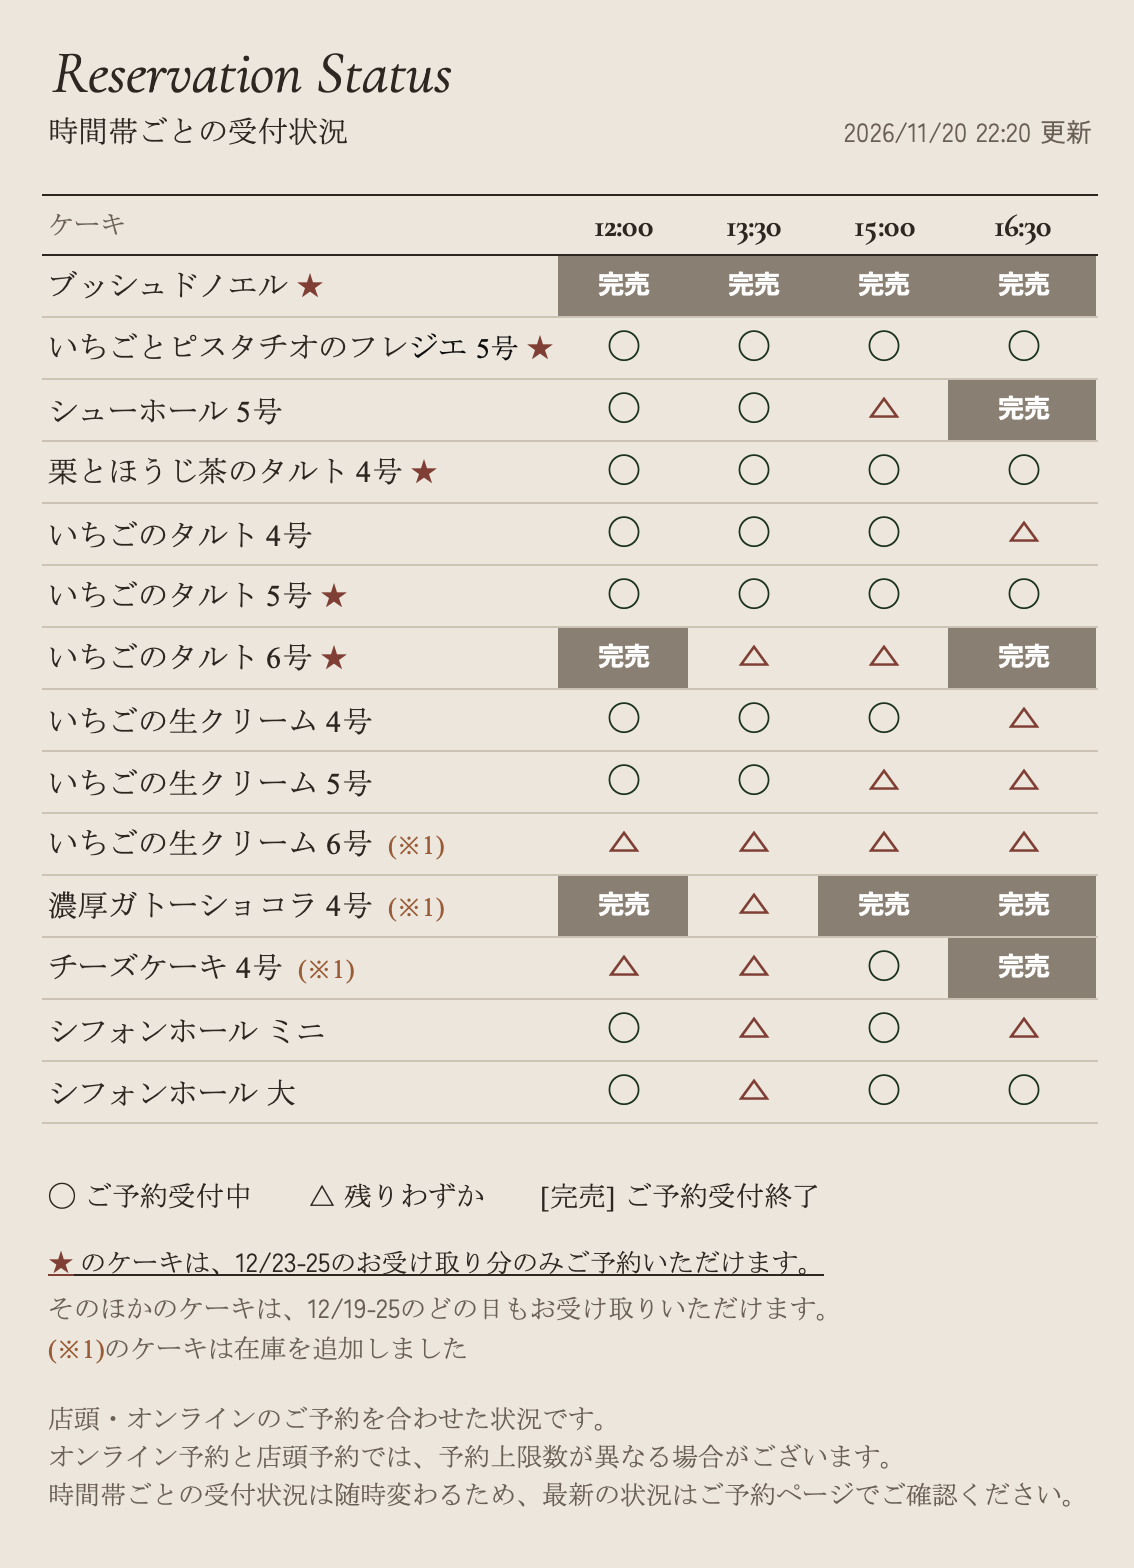 Reservation Status
時間帯ごとの受付状況
2026/11/20 22:20 更新
ケーキ 12:00 13:30 15:00 16:30
ブッシュドノエル ★ 完売 完売 完売 完売
いちごとピスタチオのフレジエ 5号 ★ ○ ○ ○ ○
シューホール 5号 ○ ○ △ 完売
栗とほうじ茶のタルト 4号 ★ ○ ○ ○ ○
いちごのタルト 4号 ○ ○ ○ △
いちごのタルト 5号 ★ ○ ○ ○ ○
いちごのタルト 6号 ★ 完売 △ △ 完売
いちごの生クリーム 4号 ○ ○ ○ △
いちごの生クリーム 5号 ○ ○ △ △
いちごの生クリーム 6号 (※1) △ △ △ △
濃厚ガトーショコラ 4号 (※1) 完売 △ 完売 完売
チーズケーキ 4号 (※1) △ △ ○ 完売
シフォンホール ミニ ○ △ ○ △
シフォンホール 大 ○ △ ○ ○
○ ご予約受付中 △ 残りわずか [完売] ご予約受付終了
★ のケーキは、12/23-25のお受け取り分のみご予約いただけます。
そのほかのケーキは、12/19-25のどの日もお受け取りいただけます。
(※1)のケーキは在庫を追加しました
店頭・オンラインのご予約を合わせた状況です。
オンライン予約と店頭予約では、予約上限数が異なる場合がございます。
時間帯ごとの受付状況は随時変わるため、最新の状況はご予約ページでご確認ください。